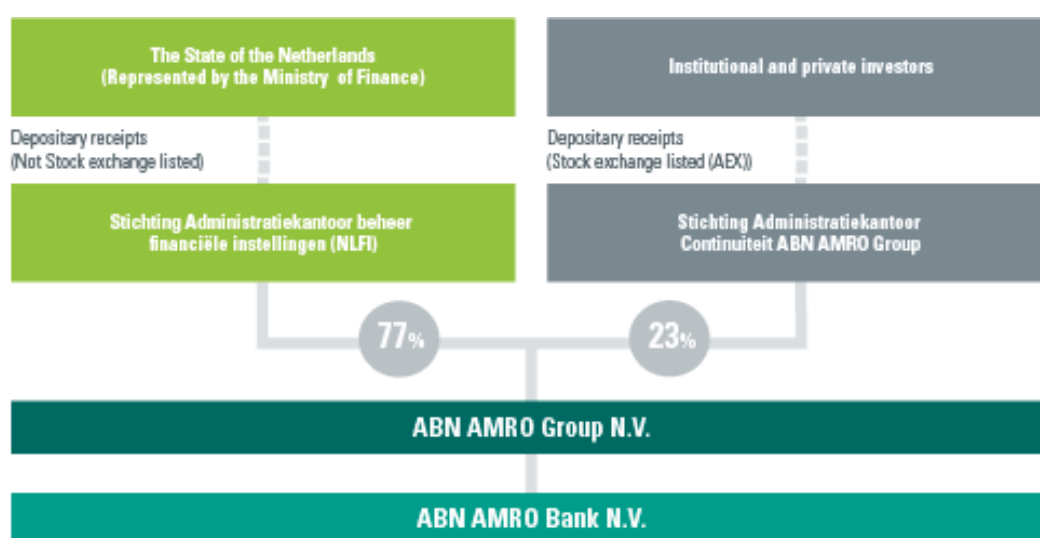 The State of the Netherlands
(Represented by the Ministry of Finance)
Institutional and private investors
Depositary receipts
(Not Stock exchange listed)
Depositary receipts
(Stock exchange listed (AEX))
Stichting Administratiekantoor beheer
financiële instellingen (NLFI)
Stichting Administratiekantoor
Continuiteit ABN AMRO Group
77%
23%
ABN AMRO Group N.V.
ABN AMRO Bank N.V.